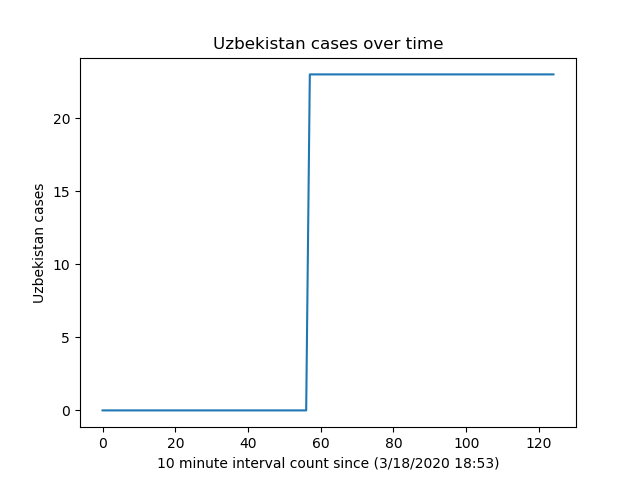 Uzbekistan cases over time
Uzbekistan cases
20
15
10
5
0
0 20 40 60 80 100 120
10 minute interval count since (3/18/2020 18:53)